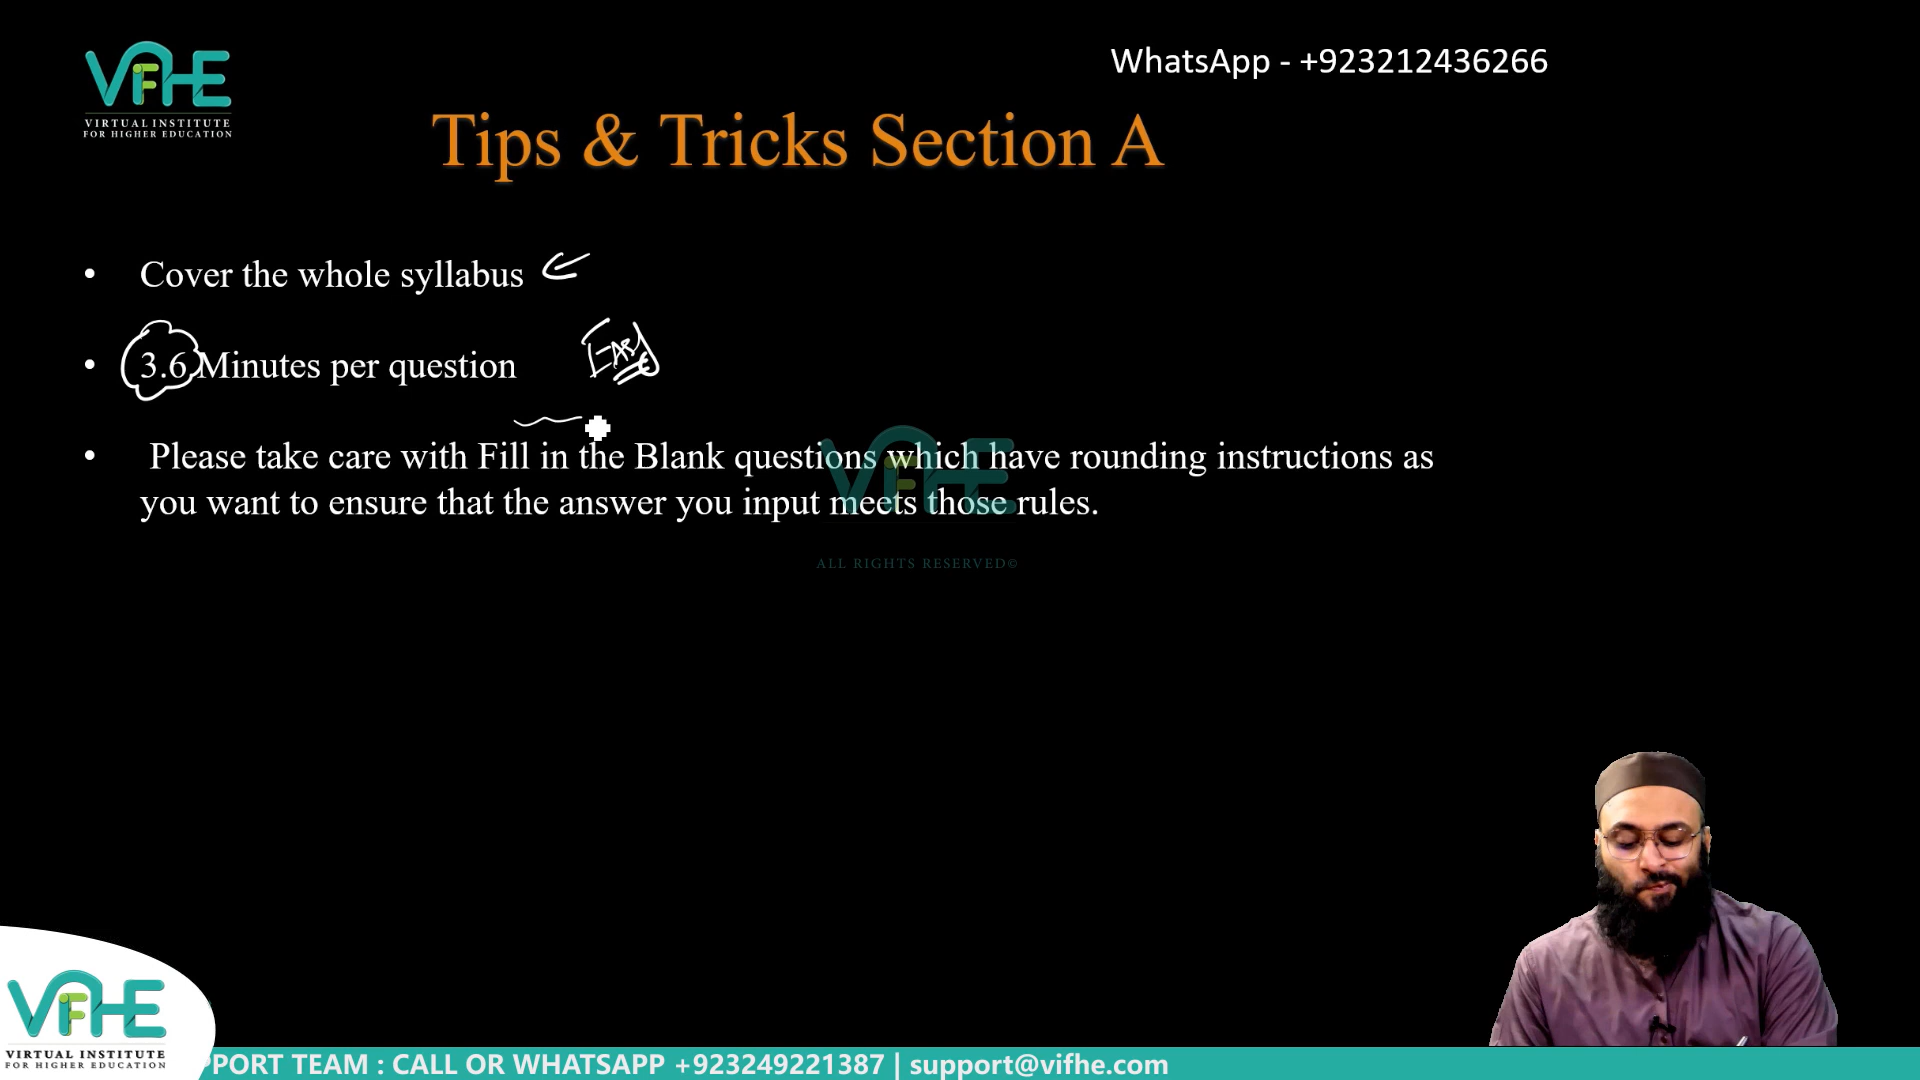 VIFHE
VIRTUAL INSTITUTE
FOR HIGHER EDUCATION
WhatsApp - +923212436266
Tips & Tricks Section A
• Cover the whole syllabus
• 3.6 Minutes per question
Easy
• Please take care with Fill in the Blank questions which have rounding instructions as
you want to ensure that the answer you input meets those rules.
VIFHE
ALL RIGHTS RESERVED©
VIFHE
VIRTUAL INSTITUTE
FOR HIGHER EDUCATION
PPORT TEAM : CALL OR WHATSAPP +923249221387 | support@vifhe.com